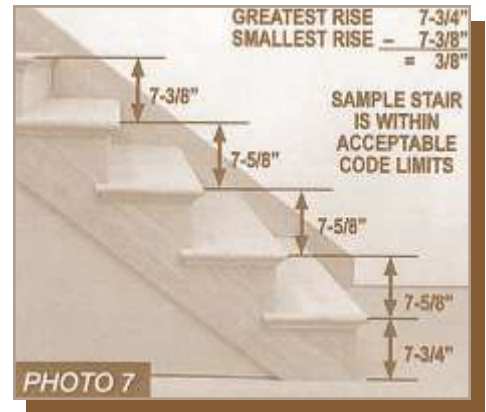 GREATEST RISE 7-3/4"
SMALLEST RISE – 7-3/8"
= 3/8"
7-3/8"
SAMPLE STAIR
IS WITHIN
ACCEPTABLE
CODE LIMITS
7-5/8"
7-5/8"
7-5/8"
7-3/4"
PHOTO 7